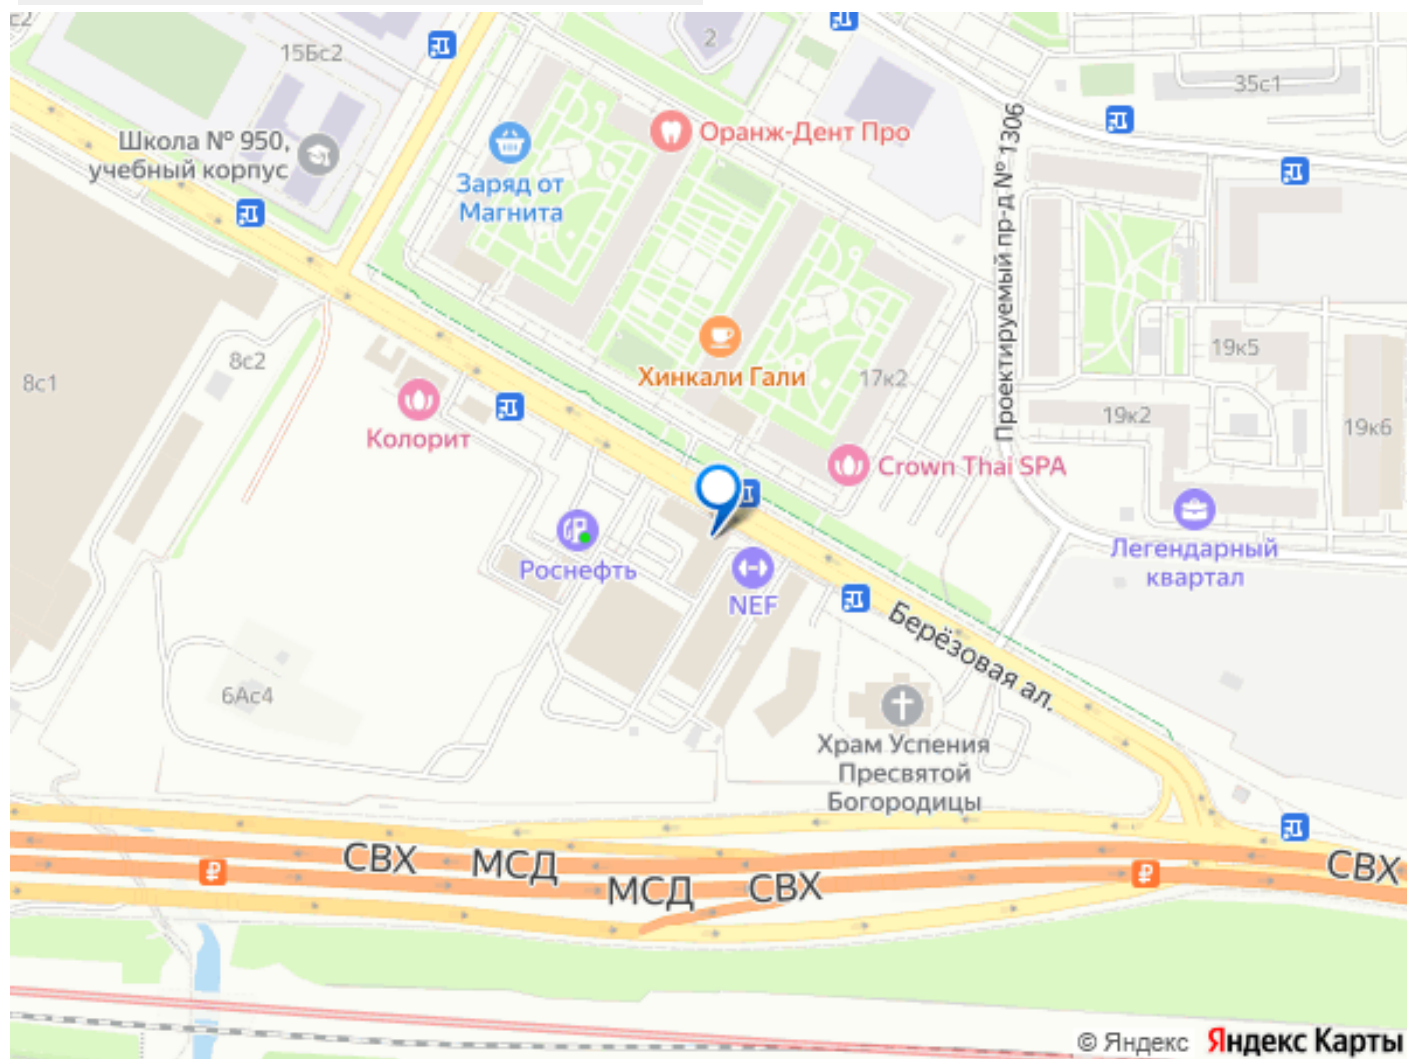 c2
15Бс2
2
35с1
Школа № 950,
учебный корпус
Заряд от
Магнита
Оранж-Дент Про
Проектируемый пр-д № 1306
8с1
8с2
Колорит
Хинкали Гали
17к2
19к5
19к2
19к6
Crown Thai SPA
Роснефть
NEF
Легендарный
квартал
Берёзовая ал.
6Ас4
Храм Успения
Пресвятой
Богородицы
СВХ
МСД
МСД
СВХ
СВХ
© Яндекс Яндекс Карты